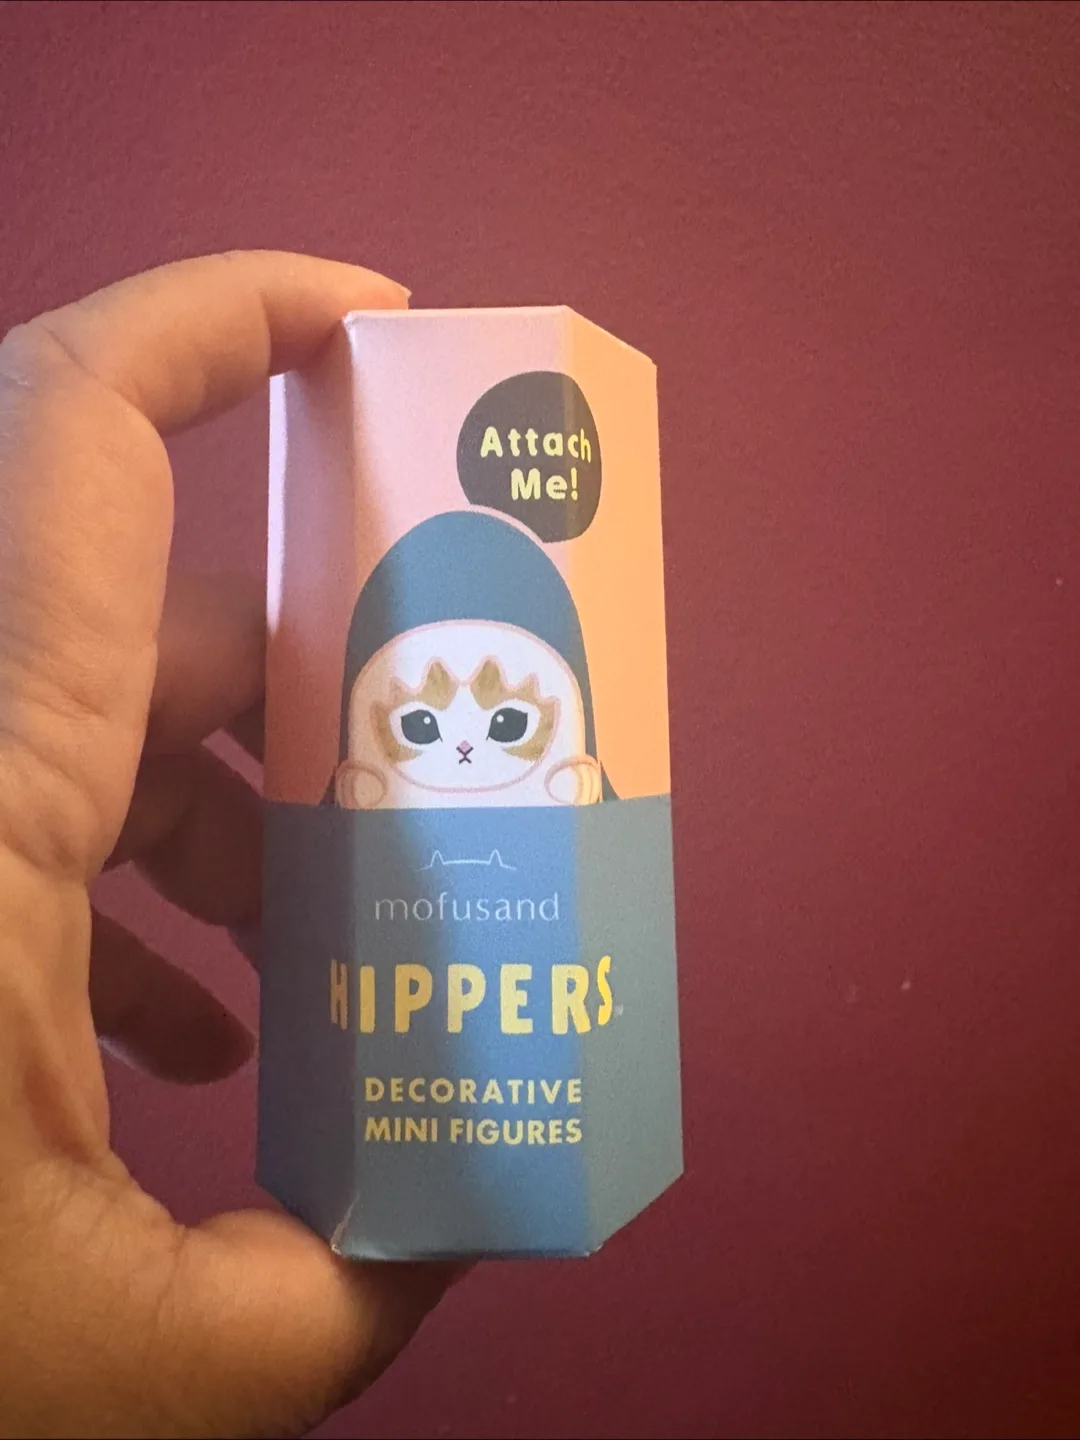 Attach
Me!
mofusand
HIPPERS
DECORATIVE
MINI FIGURES